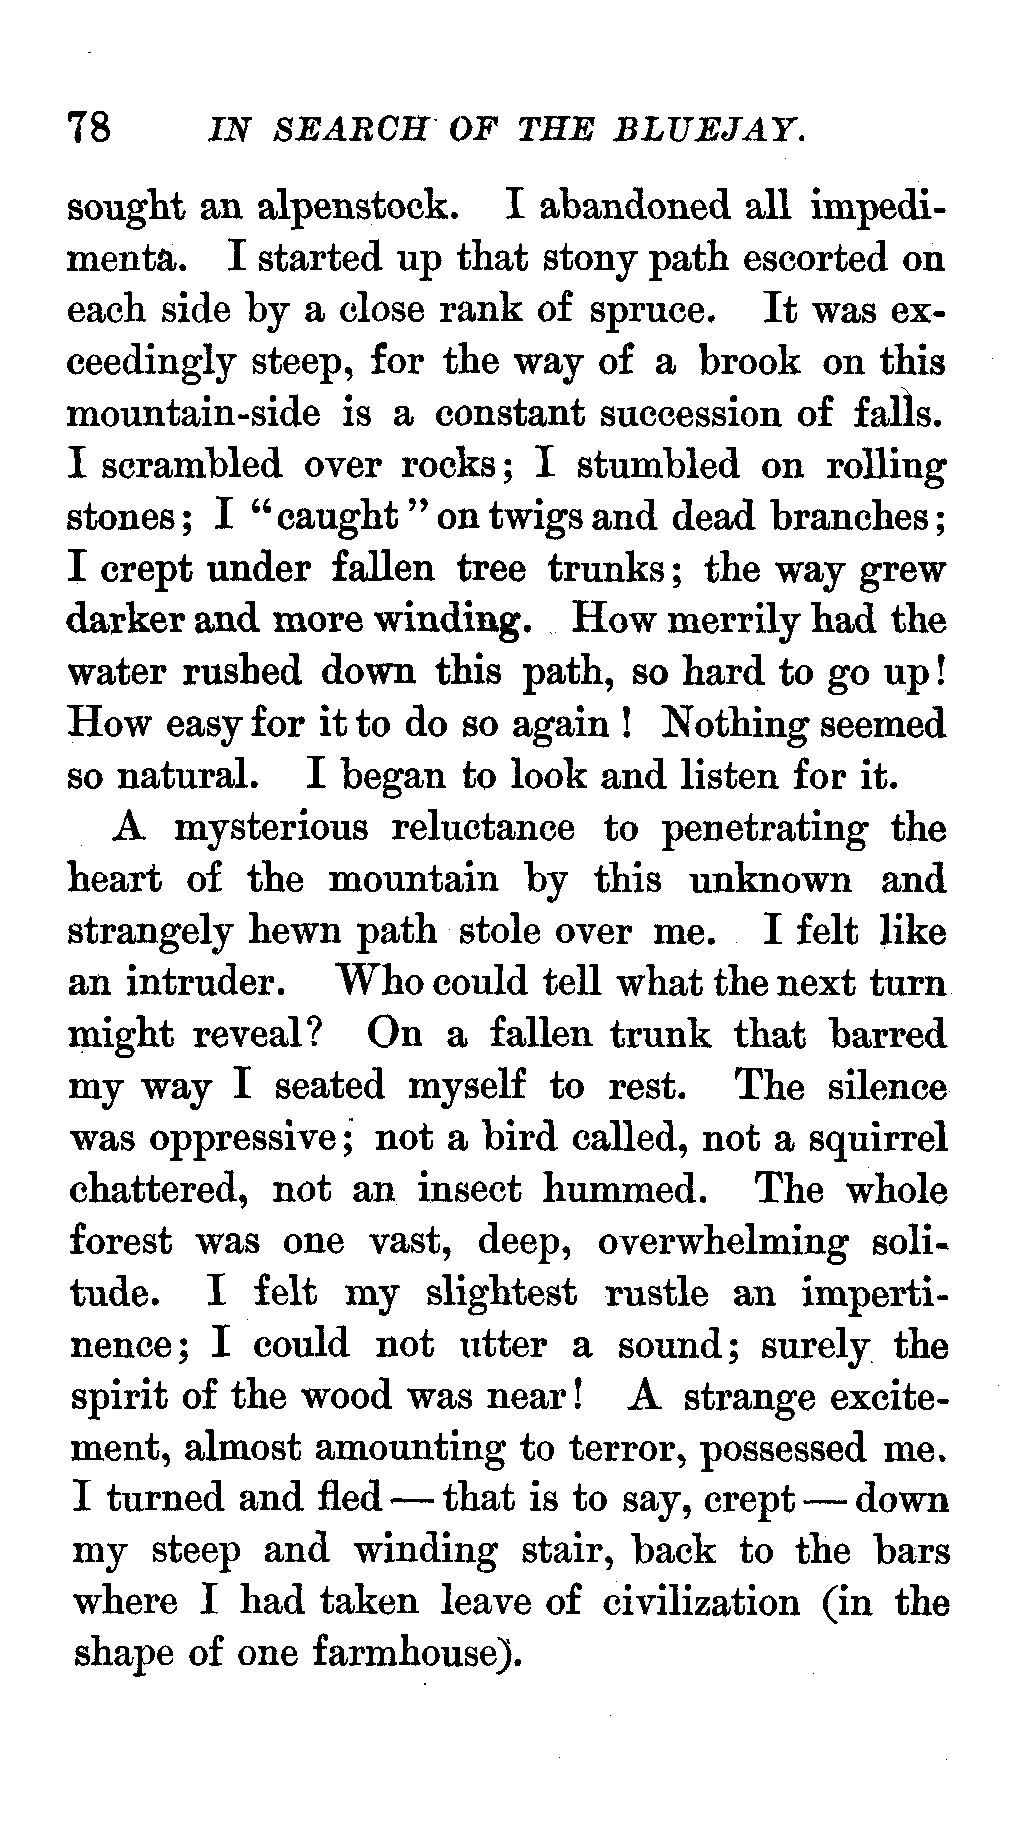 78 IN SEARCH OF THE BLUEJAY.
sought an alpenstock. I abandoned all impedi-
menta. I started up that stony path escorted on
each side by a close rank of spruce. It was ex-
ceedingly steep, for the way of a brook on this
mountain-side is a constant succession of falls.
I scrambled over rocks; I stumbled on rolling
stones; I "caught" on twigs and dead branches;
I crept under fallen tree trunks; the way grew
darker and more winding. How merrily had the
water rushed down this path, so hard to go up!
How easy for it to do so again! Nothing seemed
so natural. I began to look and listen for it.
A mysterious reluctance to penetrating the
heart of the mountain by this unknown and
strangely hewn path stole over me. I felt like
an intruder. Who could tell what the next turn
might reveal? On a fallen trunk that barred
my way I seated myself to rest. The silence
was oppressive; not a bird called, not a squirrel
chattered, not an insect hummed. The whole
forest was one vast, deep, overwhelming soli-
tude. I felt my slightest rustle an imperti-
nence; I could not utter a sound; surely the
spirit of the wood was near! A strange excite-
ment, almost amounting to terror, possessed me.
I turned and fled — that is to say, crept — down
my steep and winding stair, back to the bars
where I had taken leave of civilization (in the
shape of one farmhouse).